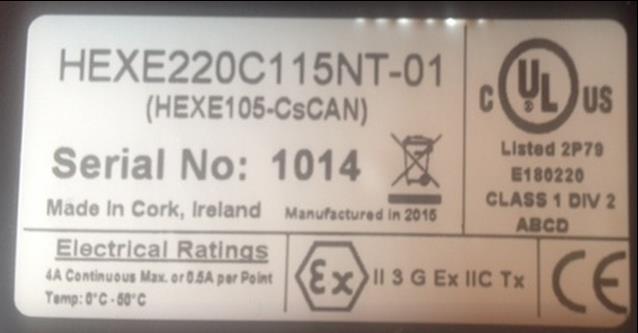 HEXE220C115NT-01
(HEXE105-CsCAN)
Serial No: 1014
Made In Cork, Ireland Manufactured in 2015
C UL US
Listed 2P79
E180220
CLASS 1 DIV 2
ABCD
Electrical Ratings
4A Continuous Max. or 0.5A per Point
Temp: 0°C - 50°C
Ex II 3 G Ex IIC Tx
CE